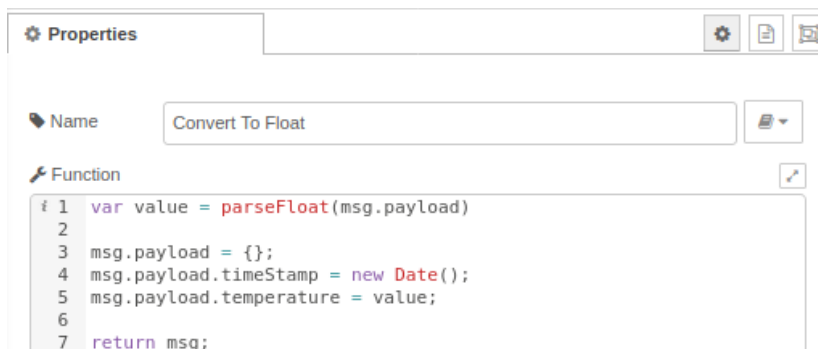 Properties
Name
Convert To Float
Function
i 1 var value = parseFloat(msg.payload)
2
3 msg.payload = {};
4 msg.payload.timeStamp = new Date();
5 msg.payload.temperature = value;
6
7 return msg;